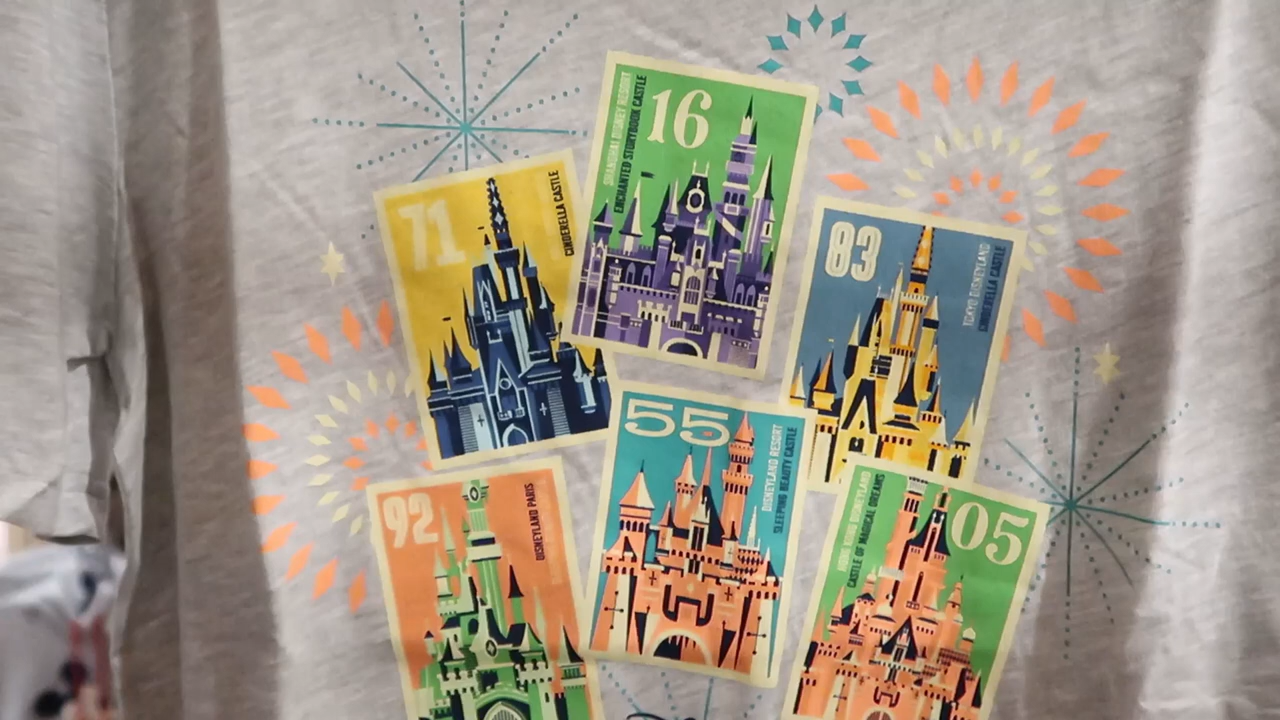 16
SHANGHAI DISNEY RESORT
ENCHANTED STORYBOOK CASTLE
71
CINDERELLA CASTLE
83
TOKYO DISNEYLAND
CINDERELLA CASTLE
55
DISNEYLAND RESORT
SLEEPING BEAUTY CASTLE
92
DISNEYLAND PARIS
05
HONG KONG DISNEYLAND
CASTLE OF MAGICAL DREAMS